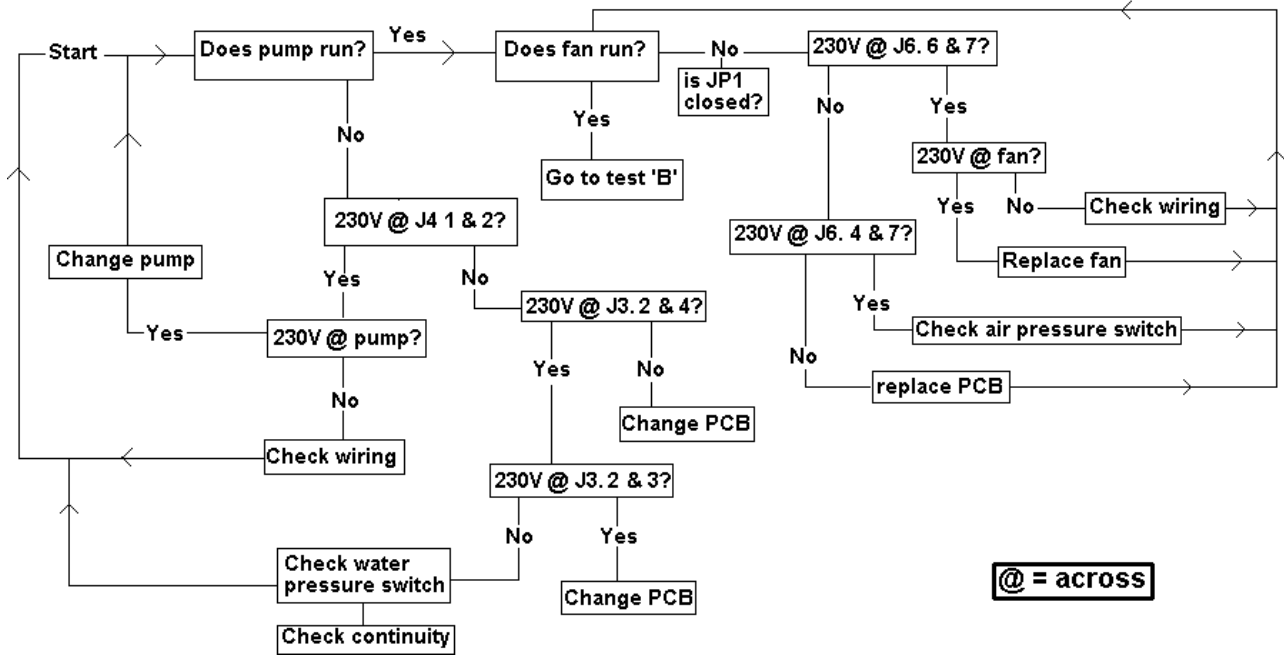 Start
Does pump run?
Yes
Does fan run?
No
is JP1
closed?
230V @ J6. 6 & 7?
No
Yes
No
Yes
Go to test 'B'
230V @ fan?
Yes
No
Check wiring
230V @ J4 1 & 2?
230V @ J6. 4 & 7?
Change pump
Replace fan
Yes
No
230V @ J3. 2 & 4?
Yes
Check air pressure switch
Yes
230V @ pump?
No
replace PCB
Yes
No
No
Change PCB
Check wiring
230V @ J3. 2 & 3?
No
Yes
Check water
pressure switch
Change PCB
@ = across
Check continuity